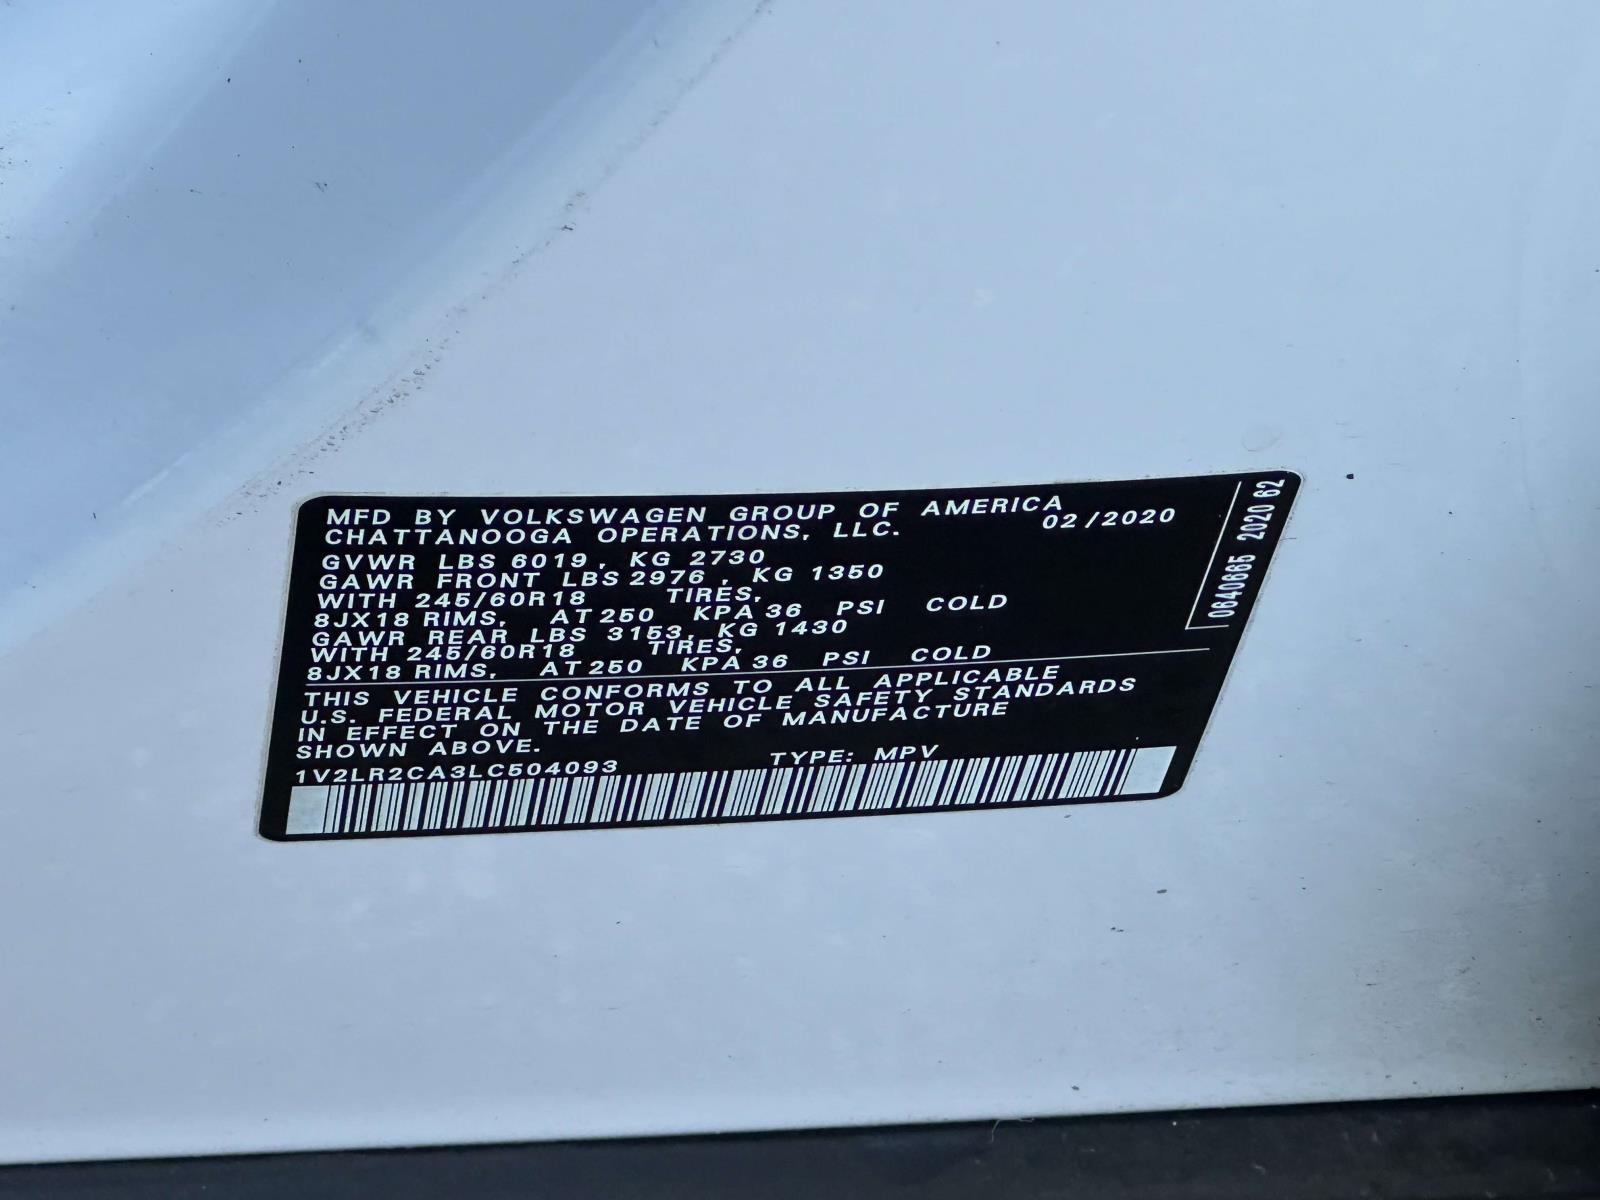 MFD BY VOLKSWAGEN GROUP OF AMERICA
CHATTANOOGA OPERATIONS, LLC. 02/2020
GVWR LBS 6019, KG 2730
GAWR FRONT LBS 2976, KG 1350
WITH 245/60R18 TIRES,
8JX18 RIMS, AT 250 KPA 36 PSI COLD
GAWR REAR LBS 3153, KG 1430
WITH 245/60R18 TIRES,
8JX18 RIMS, AT 250 KPA 36 PSI COLD
THIS VEHICLE CONFORMS TO ALL APPLICABLE
U.S. FEDERAL MOTOR VEHICLE SAFETY STANDARDS
IN EFFECT ON THE DATE OF MANUFACTURE
SHOWN ABOVE.
1V2LR2CA3LC504093 TYPE: MPV
0640665 2020 62